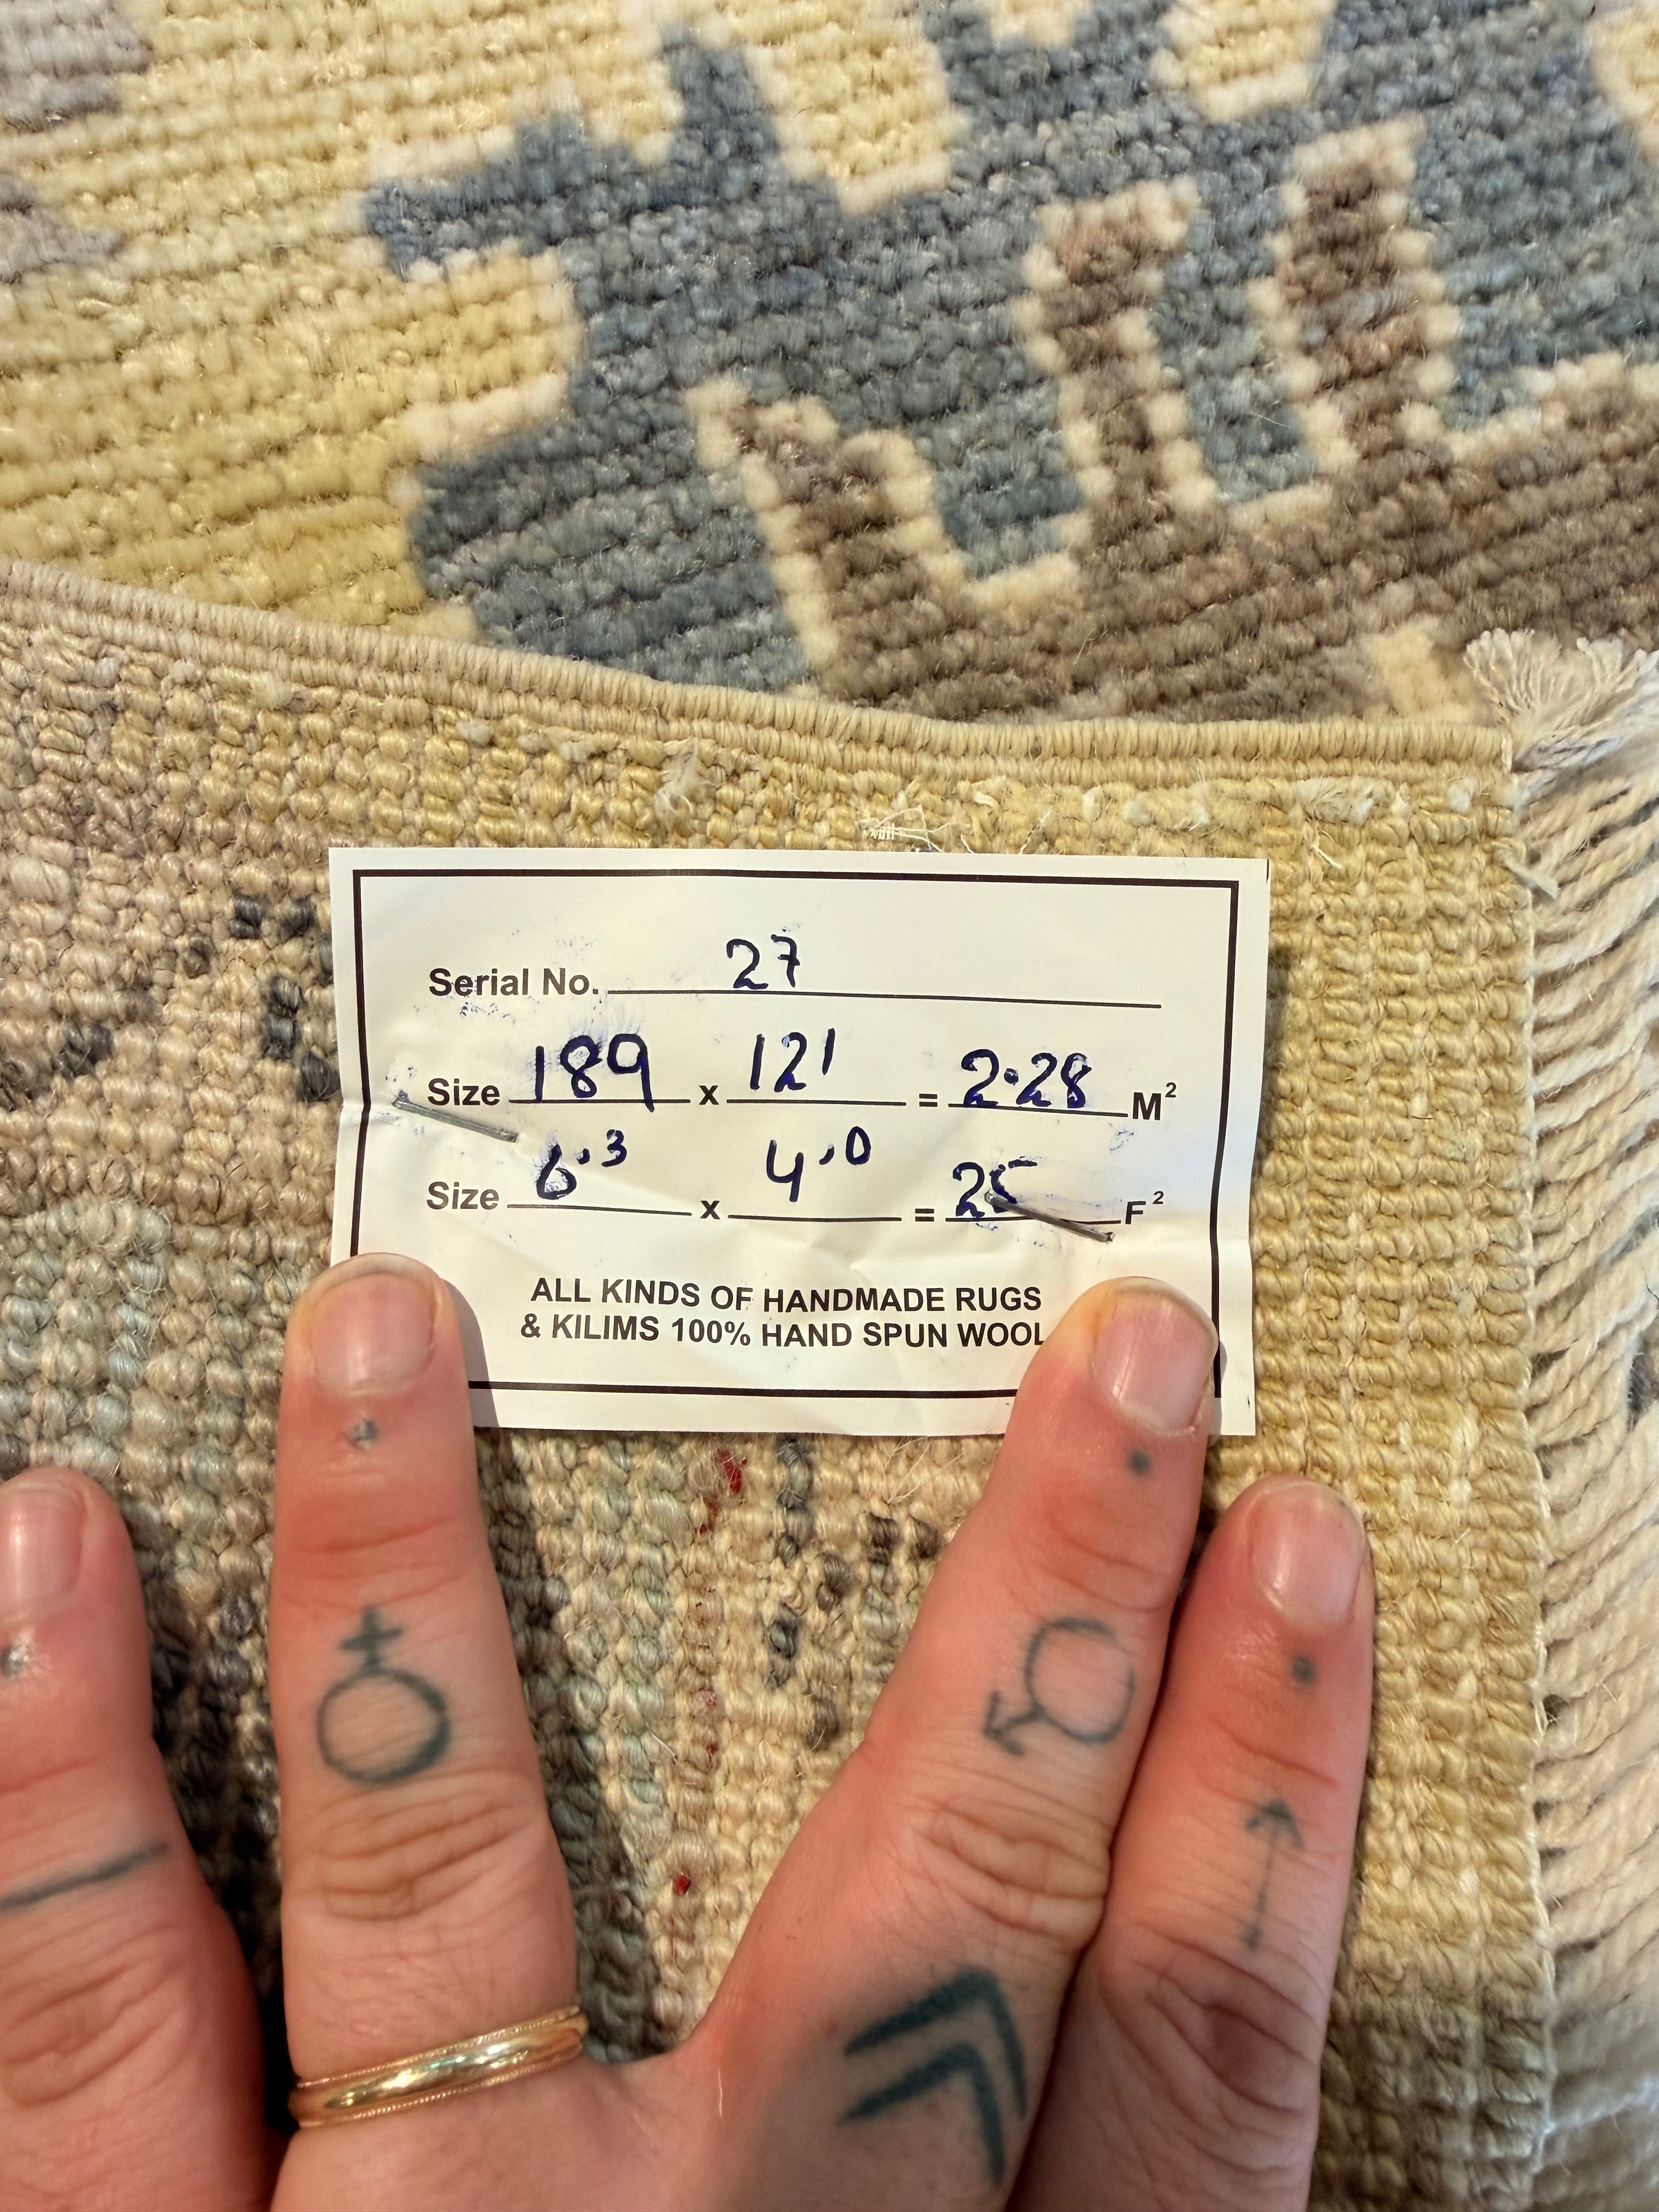 Serial No. 27
Size 189 x 121 = 2.28 M²
Size 6.3 x 4.0 = 25 F²
ALL KINDS OF HANDMADE RUGS
& KILIMS 100% HAND SPUN WOOL